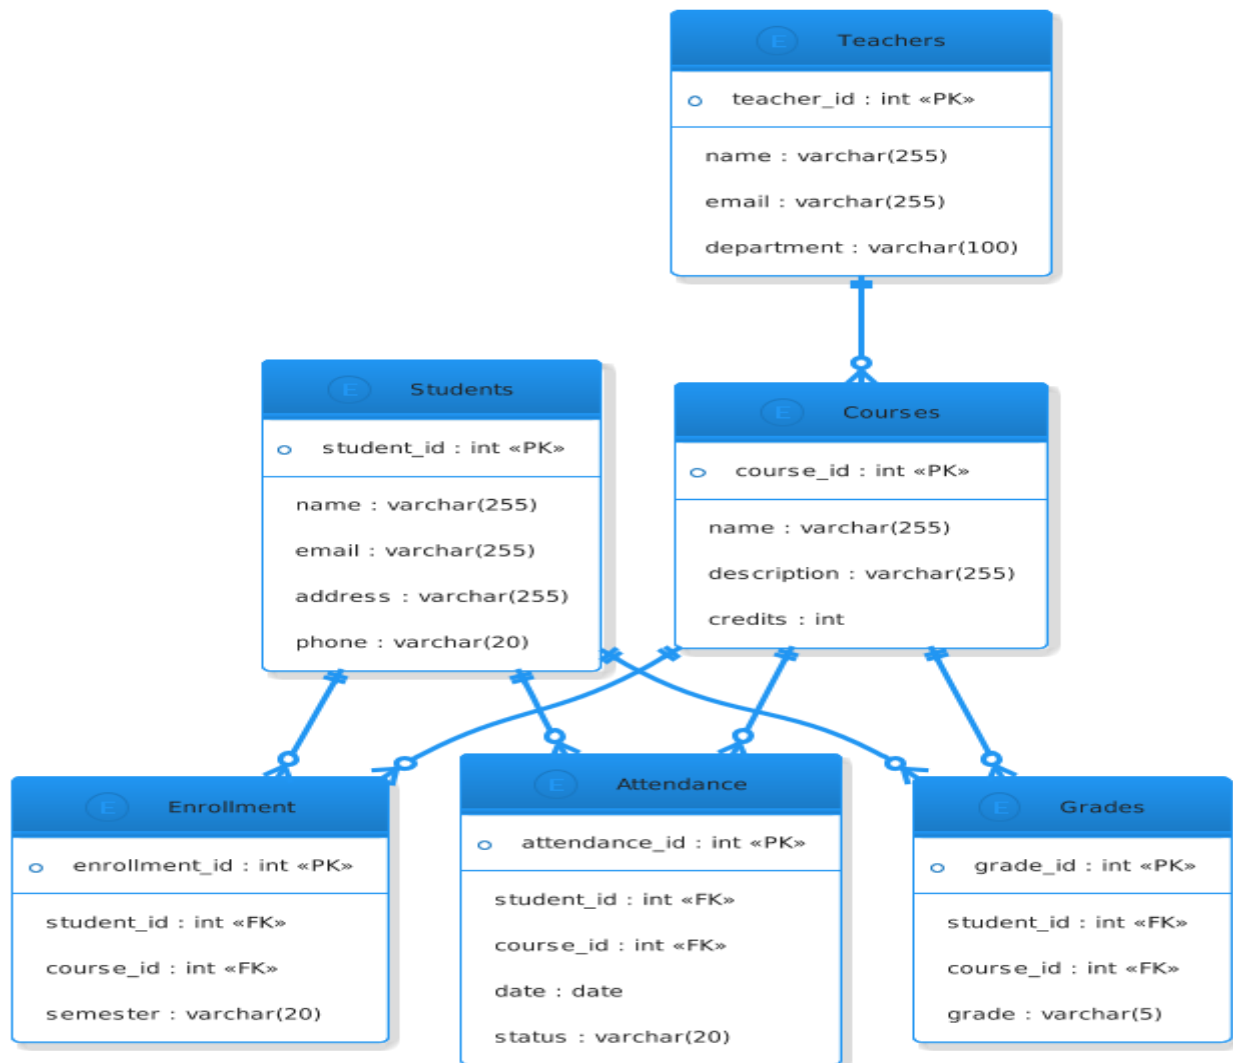 E Teachers
teacher_id : int «PK»
name : varchar(255)
email : varchar(255)
department : varchar(100)
E Students
student_id : int «PK»
name : varchar(255)
email : varchar(255)
address : varchar(255)
phone : varchar(20)
E Courses
course_id : int «PK»
name : varchar(255)
description : varchar(255)
credits : int
E Enrollment
enrollment_id : int «PK»
student_id : int «FK»
course_id : int «FK»
semester : varchar(20)
E Attendance
attendance_id : int «PK»
student_id : int «FK»
course_id : int «FK»
date : date
status : varchar(20)
E Grades
grade_id : int «PK»
student_id : int «FK»
course_id : int «FK»
grade : varchar(5)